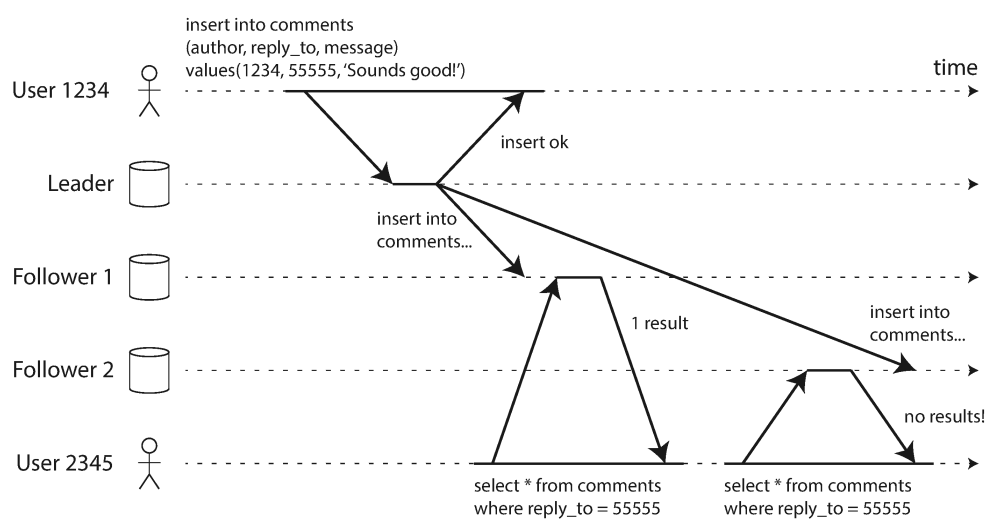 insert into comments
(author, reply_to, message)
values(1234, 55555, ‘Sounds good!’)
time
User 1234
insert ok
Leader
insert into
comments...
Follower 1
insert into
comments...
1 result
Follower 2
no results!
User 2345
select * from comments
where reply_to = 55555
select * from comments
where reply_to = 55555